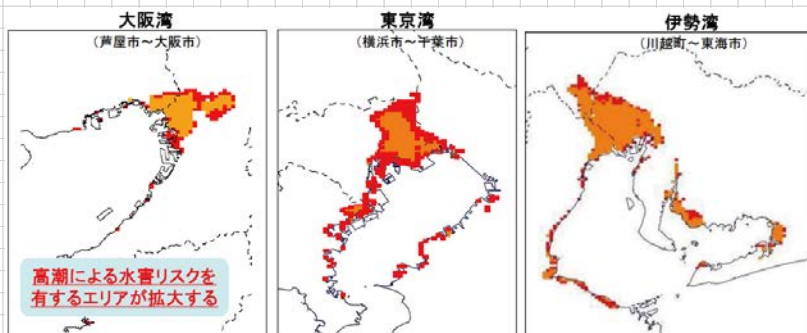 大阪湾
(芦屋市～大阪市)
東京湾
(横浜市～千葉市)
伊勢湾
(川越町～東海市)
高潮による水害リスクを
有するエリアが拡大する